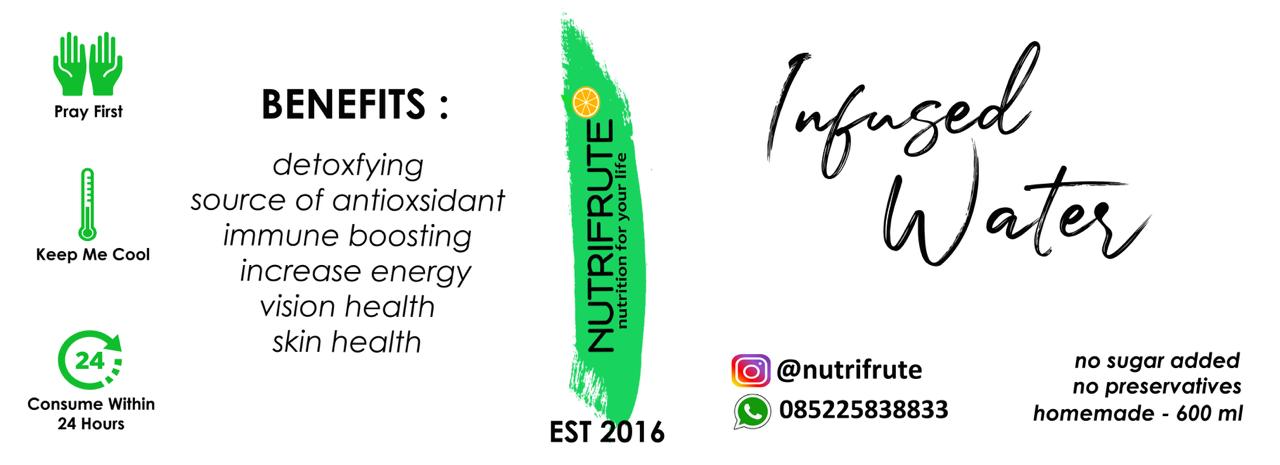 Pray First
Keep Me Cool
24
Consume Within
24 Hours
BENEFITS :
detoxfying
source of antioxsidant
immune boosting
increase energy
vision health
skin health
NUTRIFRUTE
nutrition for your life
EST 2016
Infused
Water
@nutrifrute
085225838833
no sugar added
no preservatives
homemade - 600 ml